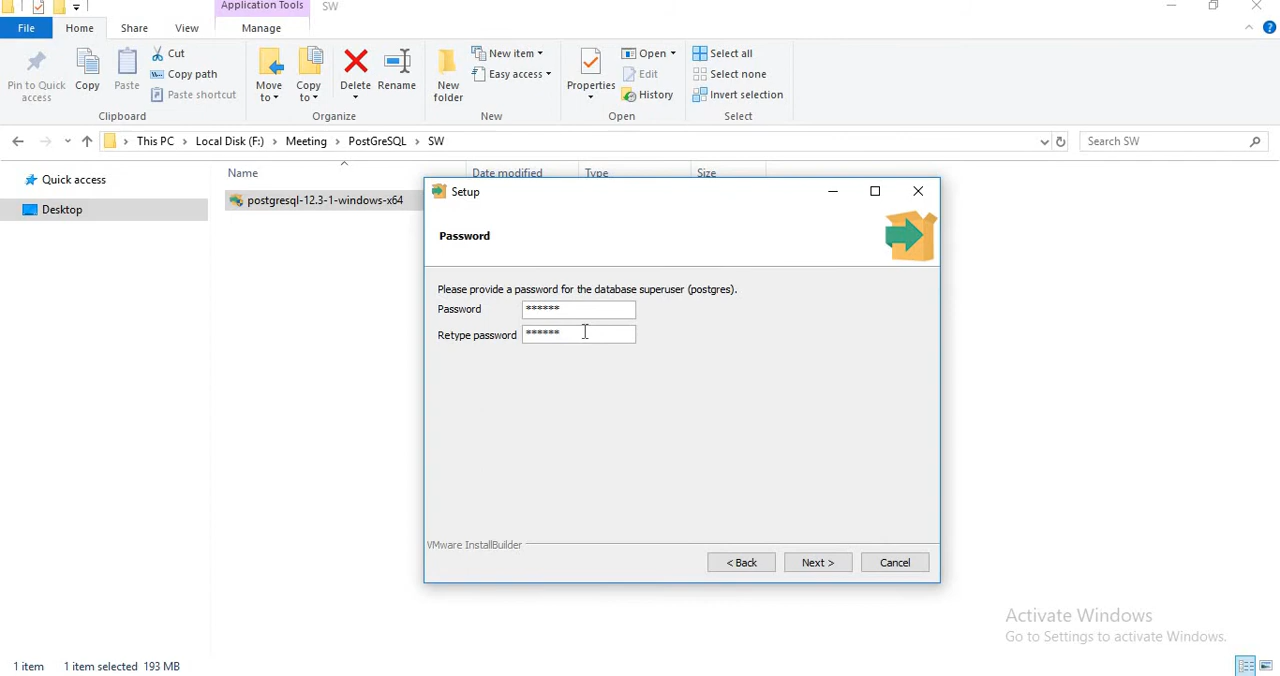 Application Tools SW
File Home Share View Manage
Pin to Quick access
Copy
Paste
Cut
Copy path
Paste shortcut
Clipboard
Move to
Copy to
Delete
Rename
Organize
New folder
New item
Easy access
New
Properties
Open
Edit
History
Open
Select all
Select none
Invert selection
Select
This PC > Local Disk (F:) > Meeting > PostGreSQL > SW
Search SW
Quick access
Desktop
Name Date modified Type Size
postgresql-12.3-1-windows-x64
Setup
Password
Please provide a password for the database superuser (postgres).
Password ******
Retype password ******
VMware InstallBuilder
< Back Next > Cancel
Activate Windows
Go to Settings to activate Windows.
1 item 1 item selected 193 MB